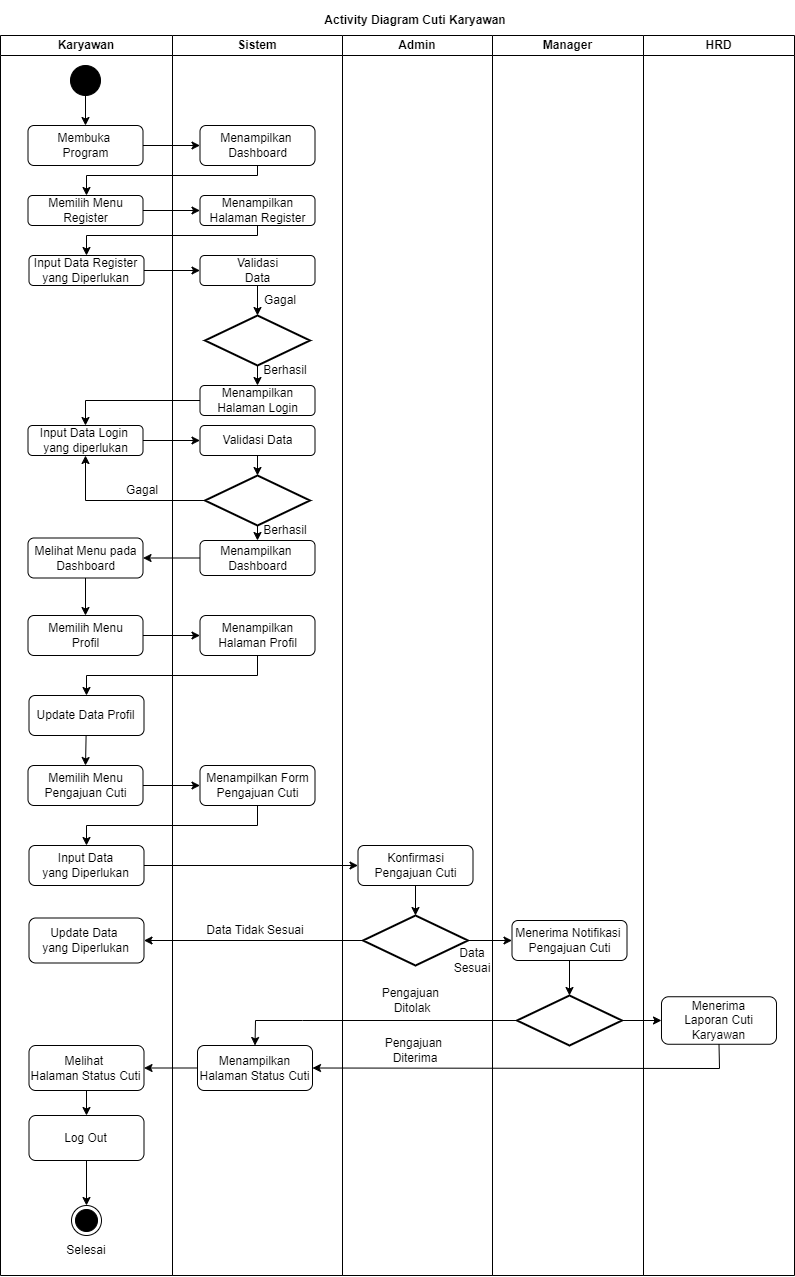 Activity Diagram Cuti Karyawan
Karyawan
Sistem
Admin
Manager
HRD
Membuka
Program
Menampilkan
Dashboard
Memilih Menu
Register
Menampilkan
Halaman Register
Input Data Register
yang Diperlukan
Validasi
Data
Gagal
Berhasil
Menampilkan
Halaman Login
Input Data Login
yang diperlukan
Validasi Data
Gagal
Berhasil
Melihat Menu pada
Dashboard
Menampilkan
Dashboard
Memilih Menu
Profil
Menampilkan
Halaman Profil
Update Data Profil
Memilih Menu
Pengajuan Cuti
Menampilkan Form
Pengajuan Cuti
Input Data
yang Diperlukan
Konfirmasi
Pengajuan Cuti
Update Data
yang Diperlukan
Data Tidak Sesuai
Data
Sesuai
Menerima Notifikasi
Pengajuan Cuti
Pengajuan
Ditolak
Menerima
Laporan Cuti
Karyawan
Pengajuan
Diterima
Melihat
Halaman Status Cuti
Menampilkan
Halaman Status Cuti
Log Out
Selesai